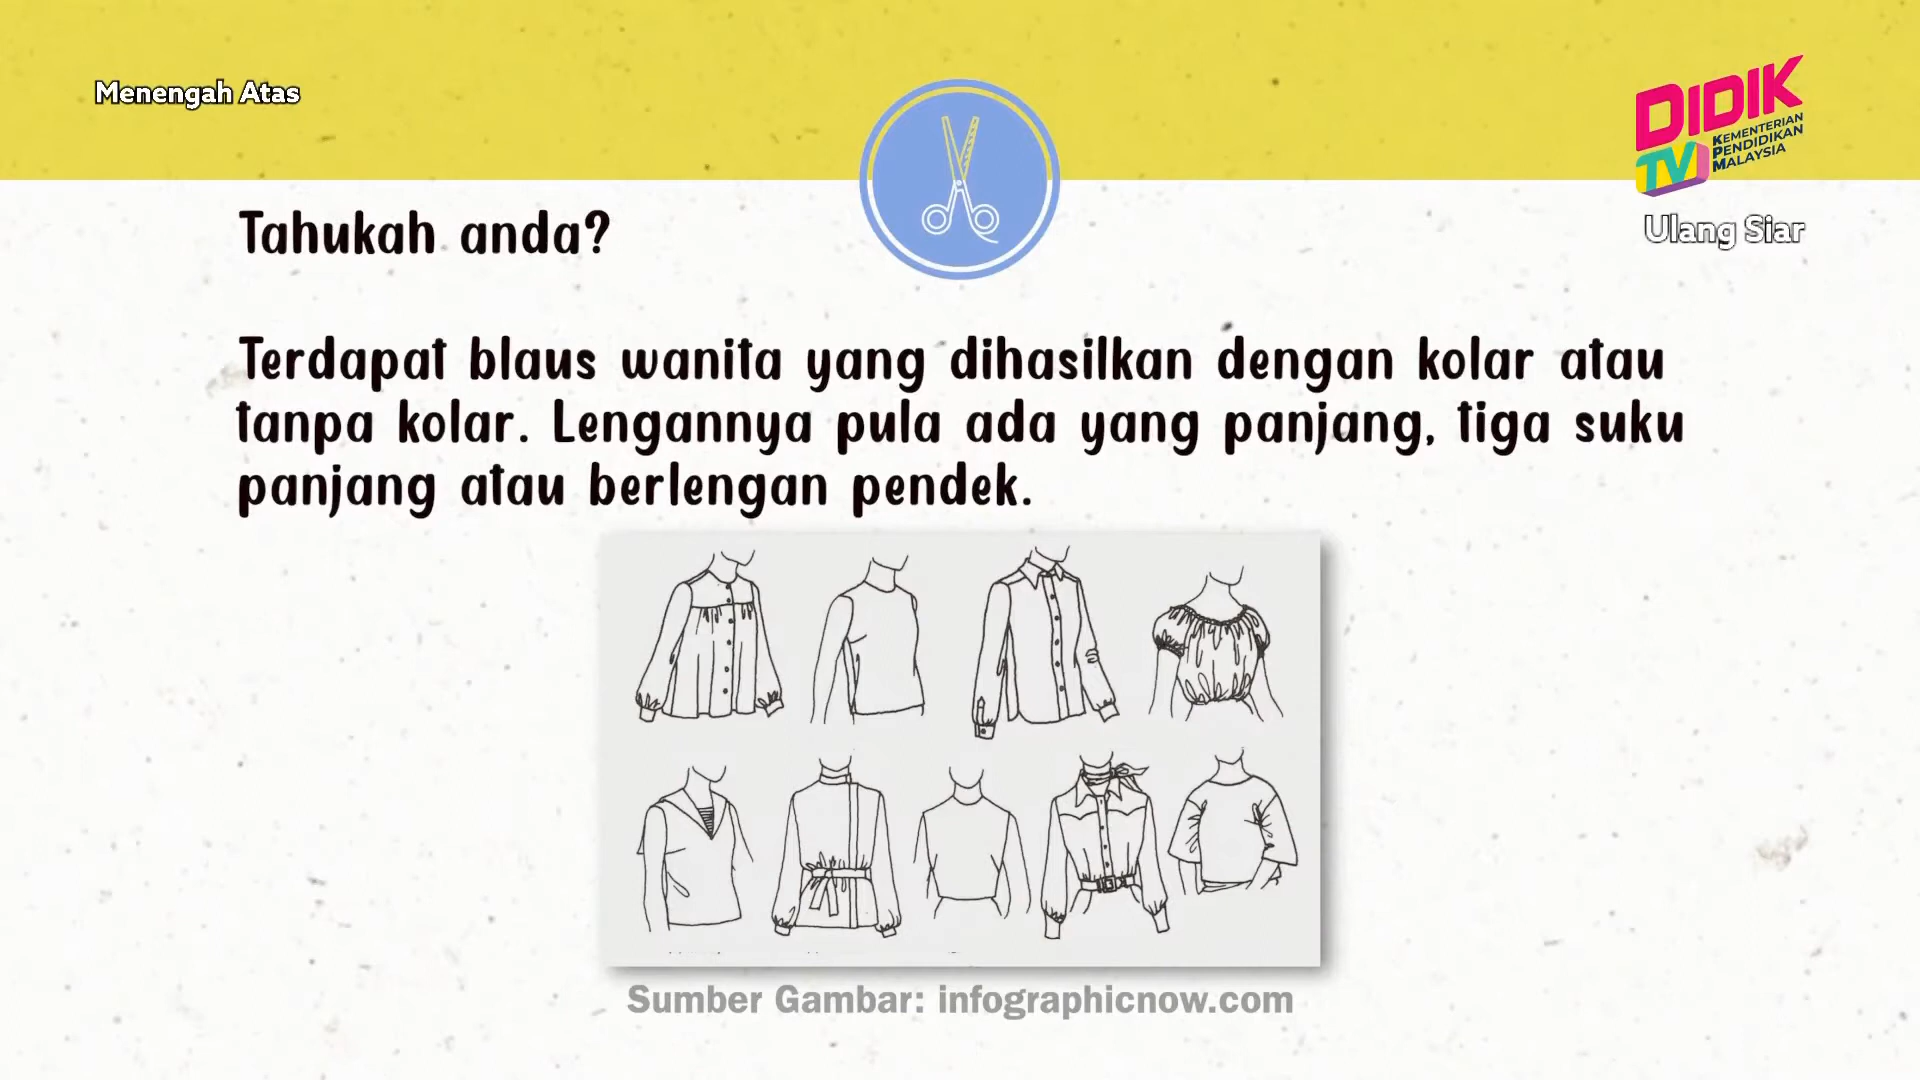 Menengah Atas
DIDIK
TV
KEMENTERIAN
PENDIDIKAN
MALAYSIA
Ulang Siar
Tahukah anda?
Terdapat blaus wanita yang dihasilkan dengan kolar atau
tanpa kolar. Lengannya pula ada yang panjang, tiga suku
panjang atau berlengan pendek.
Sumber Gambar: infographicnow.com